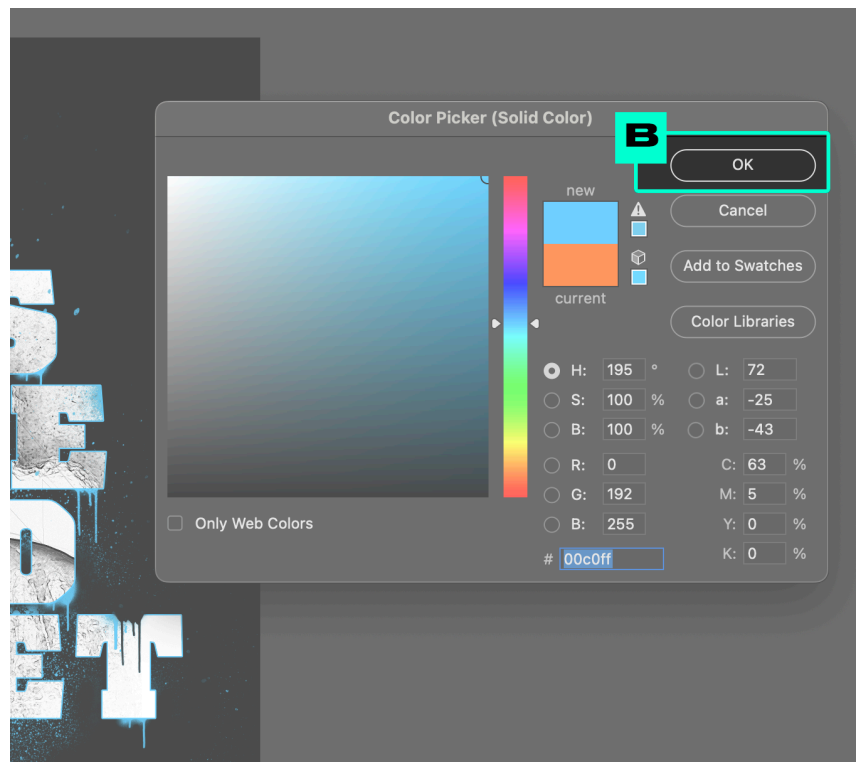 Color Picker (Solid Color)
B
OK
new
Cancel
Add to Swatches
current
Color Libraries
H: 195 °
L: 72
S: 100 %
a: -25
B: 100 %
b: -43
R: 0
C: 63 %
G: 192
M: 5 %
Only Web Colors
B: 255
Y: 0 %
# 00c0ff
K: 0 %
S
E
O
ET